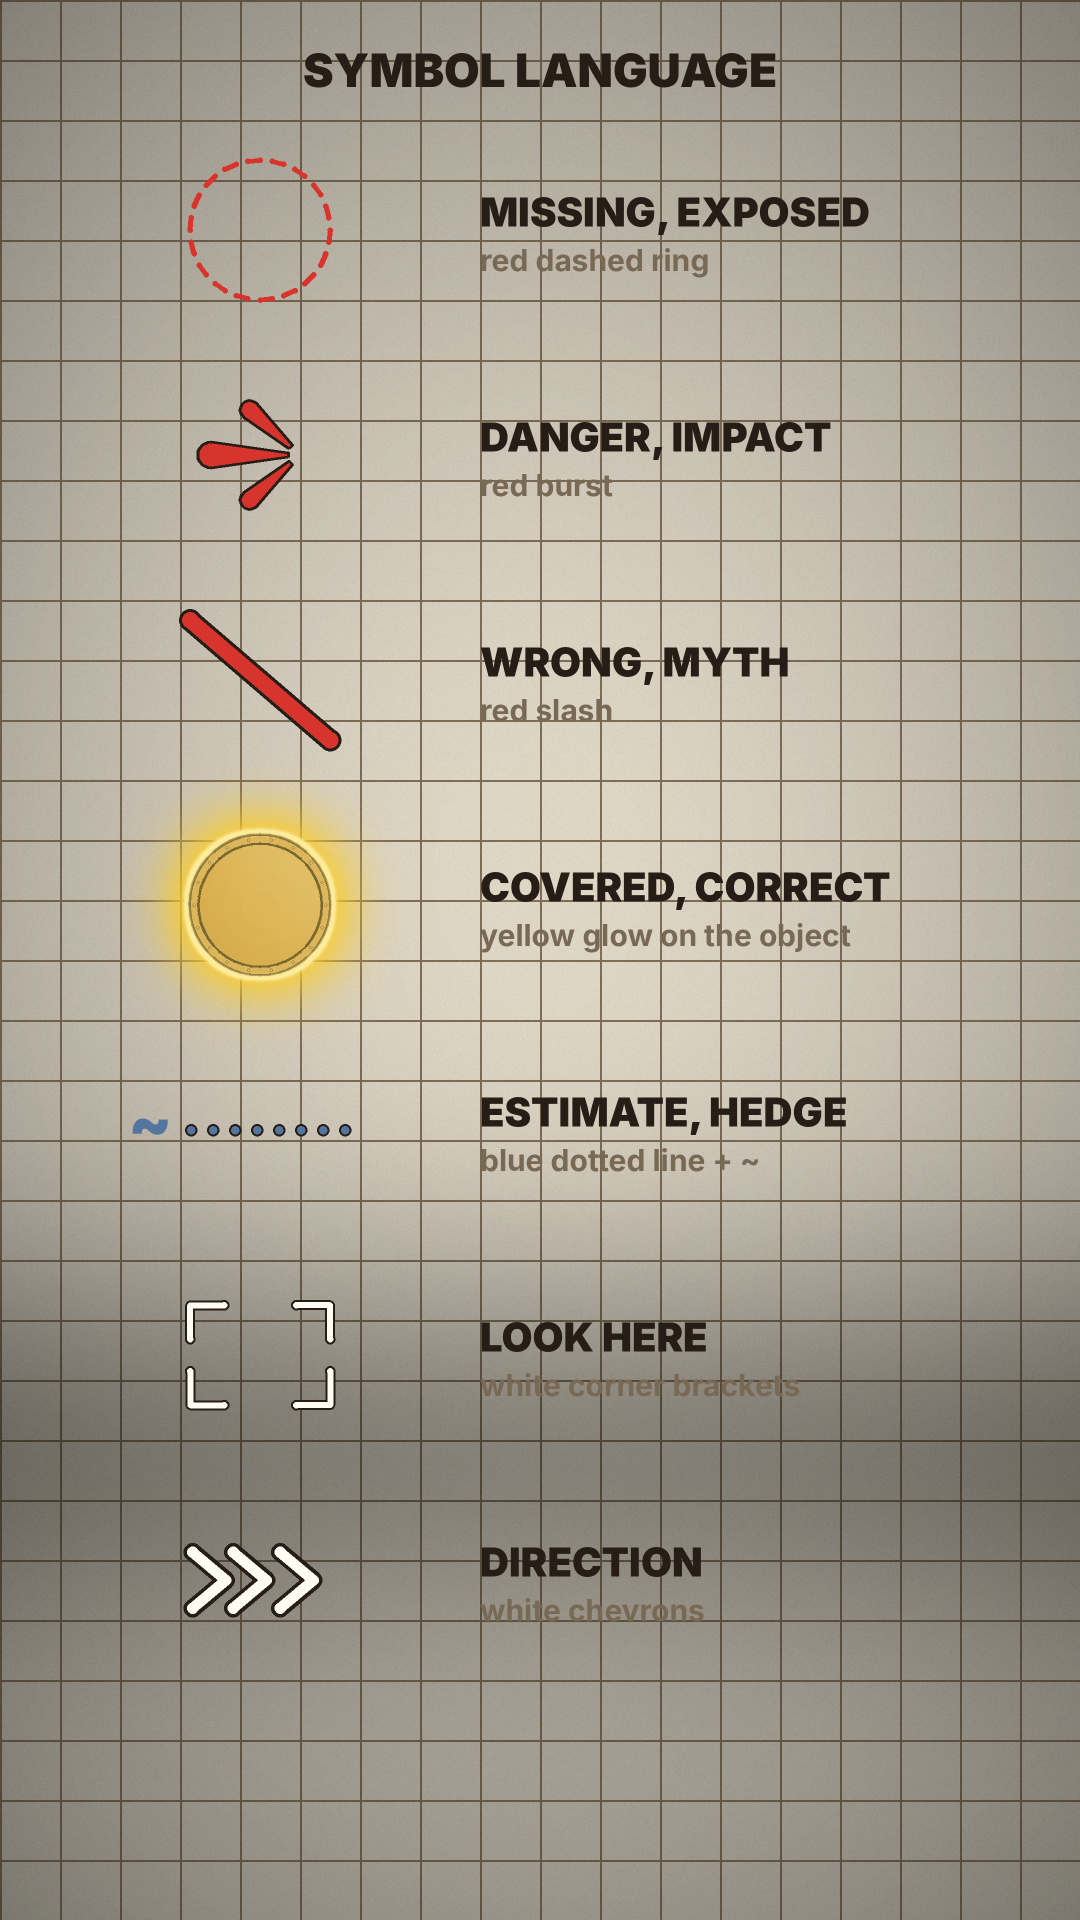 SYMBOL LANGUAGE
MISSING, EXPOSED
red dashed ring
DANGER, IMPACT
red burst
WRONG, MYTH
red slash
COVERED, CORRECT
yellow glow on the object
~
ESTIMATE, HEDGE
blue dotted line + ~
LOOK HERE
white corner brackets
DIRECTION
white chevrons